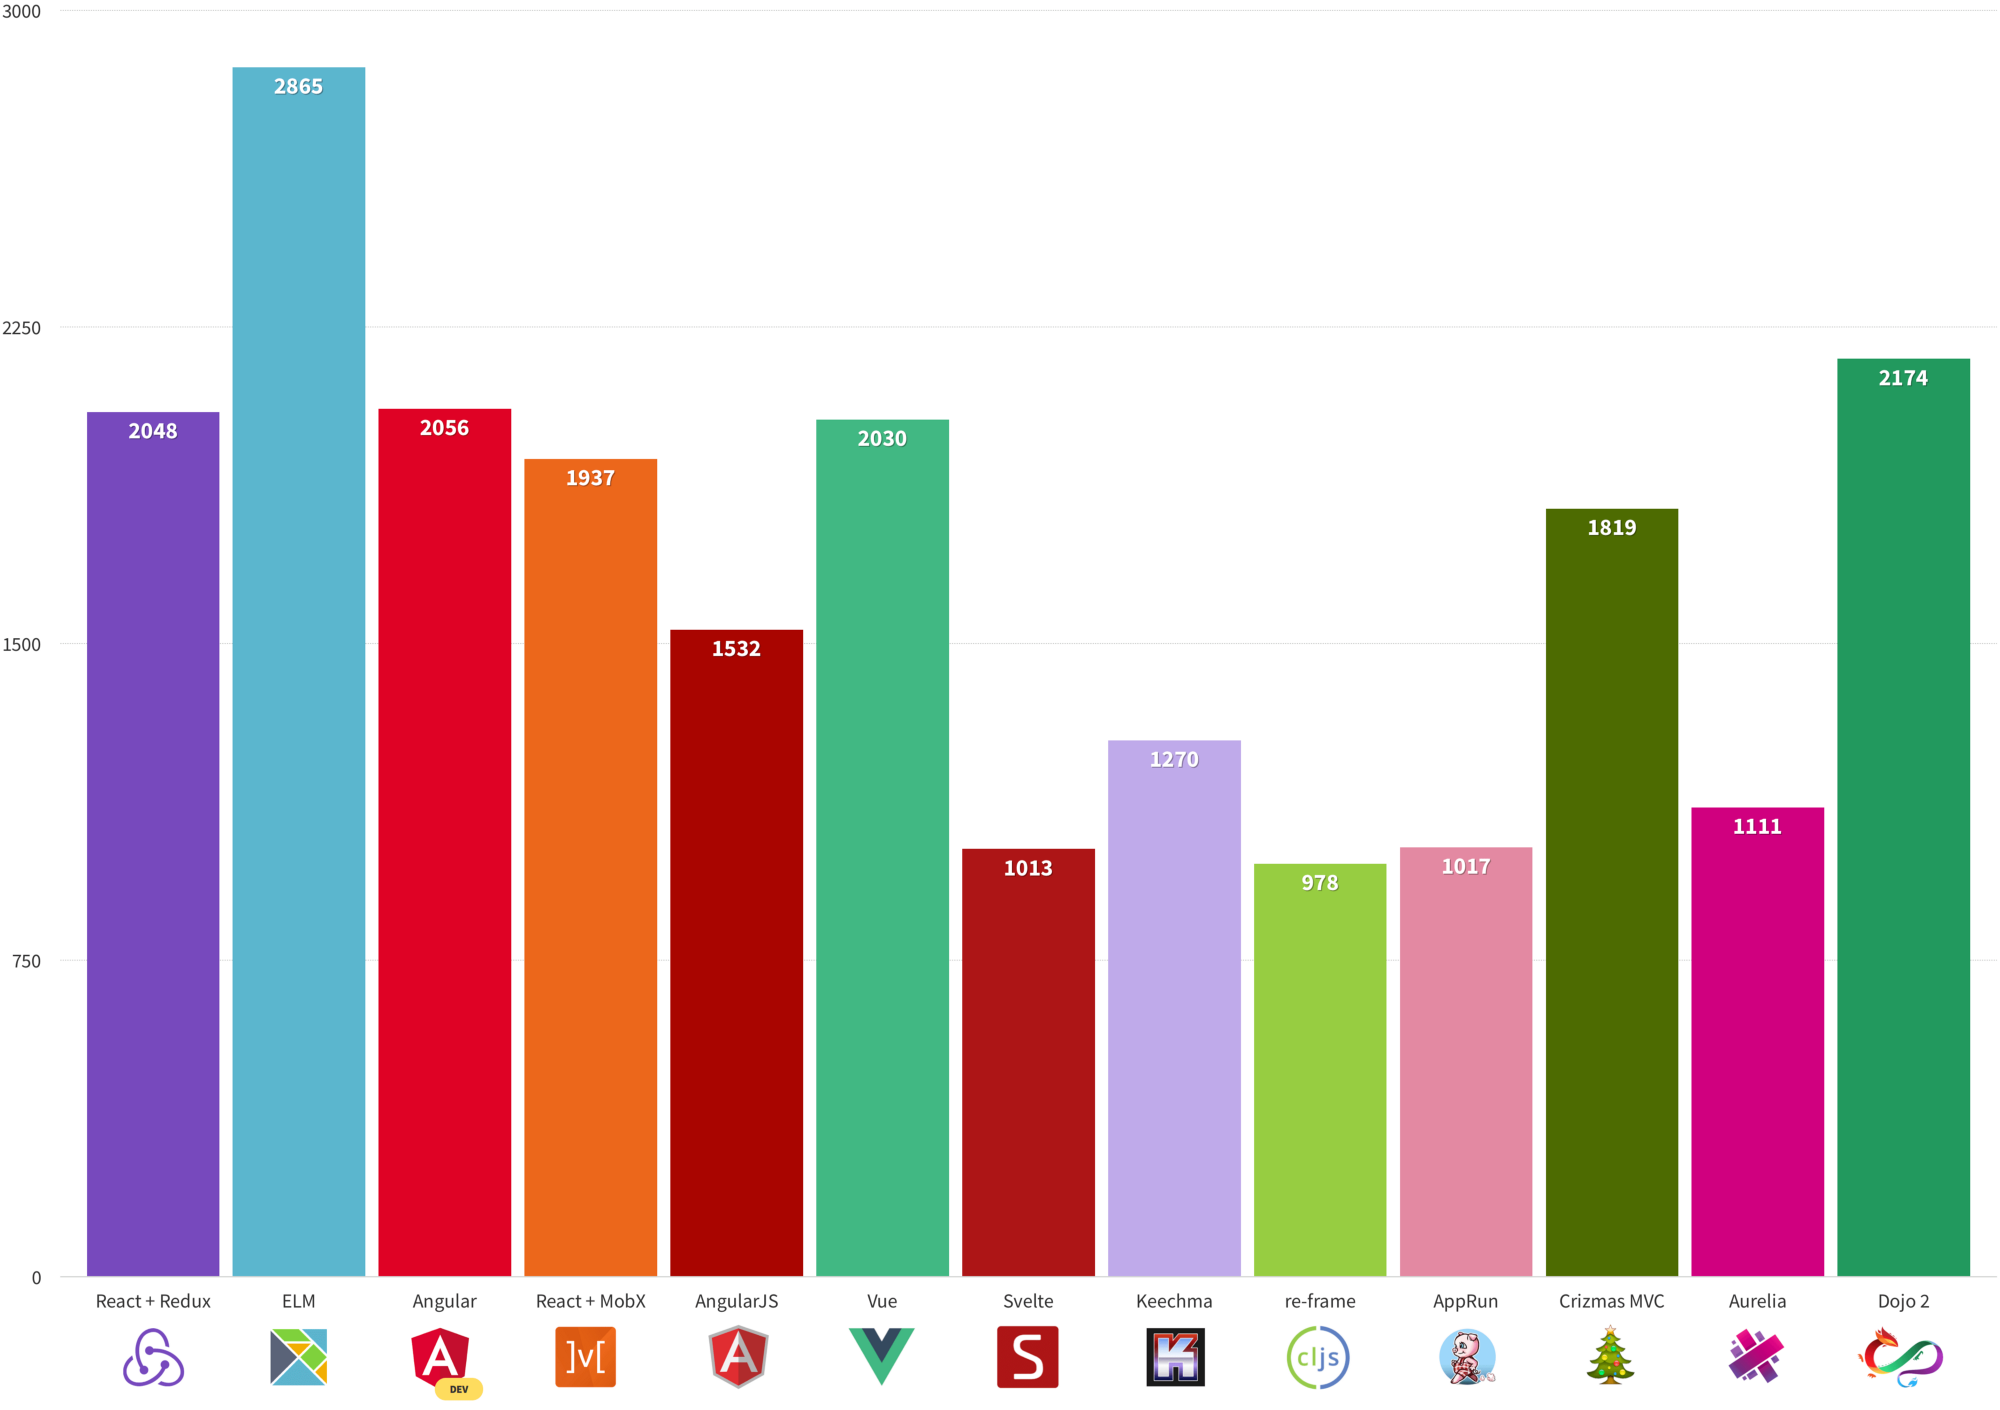 3000
2865
2250
2174
2048
2056
2030
1937
1819
1532
1500
1270
1111
1013
1017
978
750
0
React + Redux
ELM
Angular
React + MobX
AngularJS
Vue
Svelte
Keechma
re-frame
AppRun
Crizmas MVC
Aurelia
Dojo 2
A
DEV
]v[
A
S
K
cljs